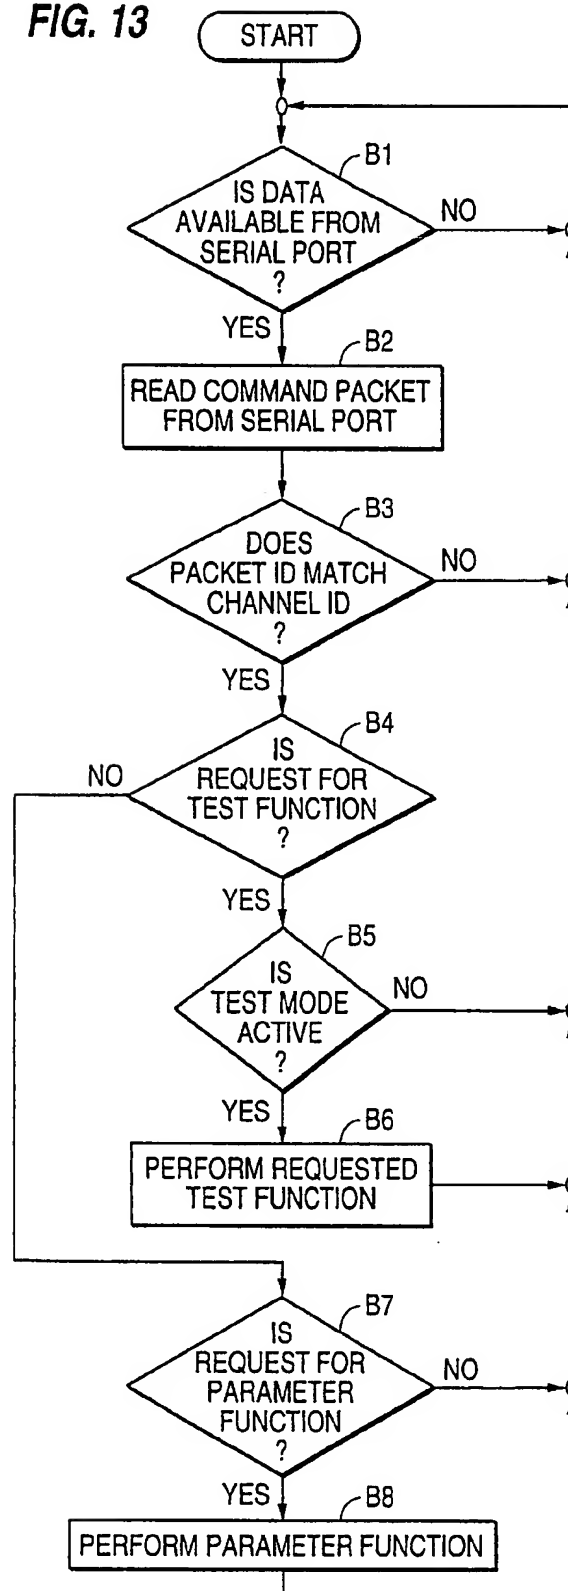 FIG. 13
START
B1
IS DATA
AVAILABLE FROM
SERIAL PORT
?
NO
YES
B2
READ COMMAND PACKET
FROM SERIAL PORT
B3
DOES
PACKET ID MATCH
CHANNEL ID
?
NO
YES
B4
IS
REQUEST FOR
TEST FUNCTION
?
NO
YES
B5
IS
TEST MODE
ACTIVE
?
NO
YES
B6
PERFORM REQUESTED
TEST FUNCTION
B7
IS
REQUEST FOR
PARAMETER
FUNCTION
?
NO
YES
B8
PERFORM PARAMETER FUNCTION